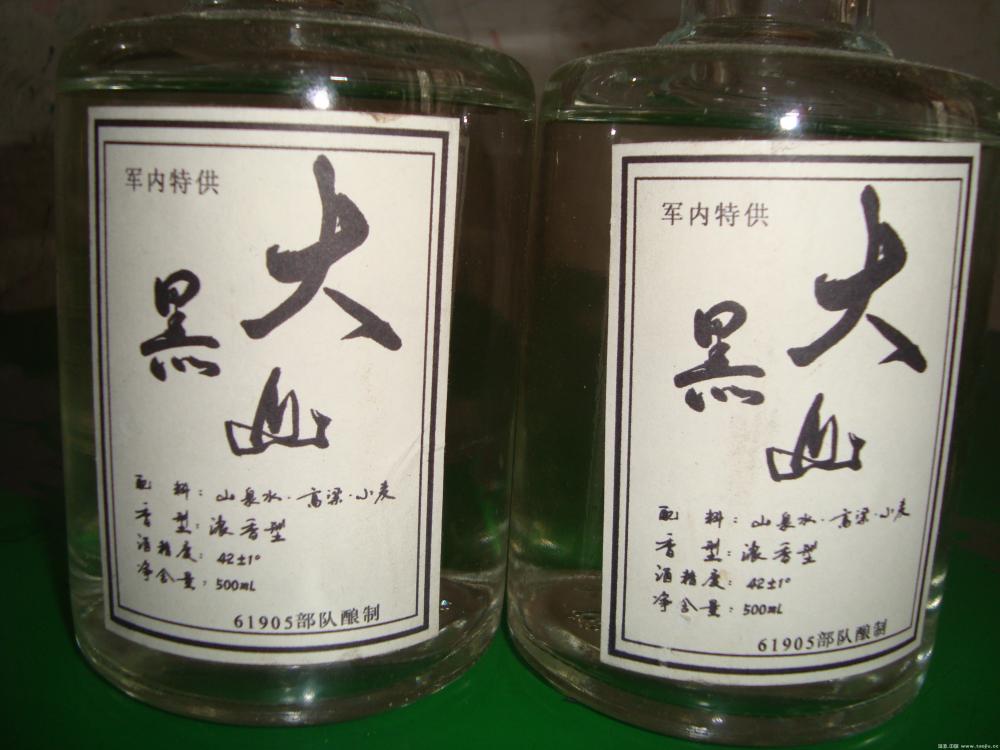 军内特供
大
黑
山
配料：山泉水·高粱·小麦
香型：浓香型
酒精度：42±1°
净含量：500mL
61905部队酿制
军内特供
大
黑
山
配料：山泉水·高粱·小麦
香型：浓香型
酒精度：42±1°
净含量：500mL
61905部队酿制